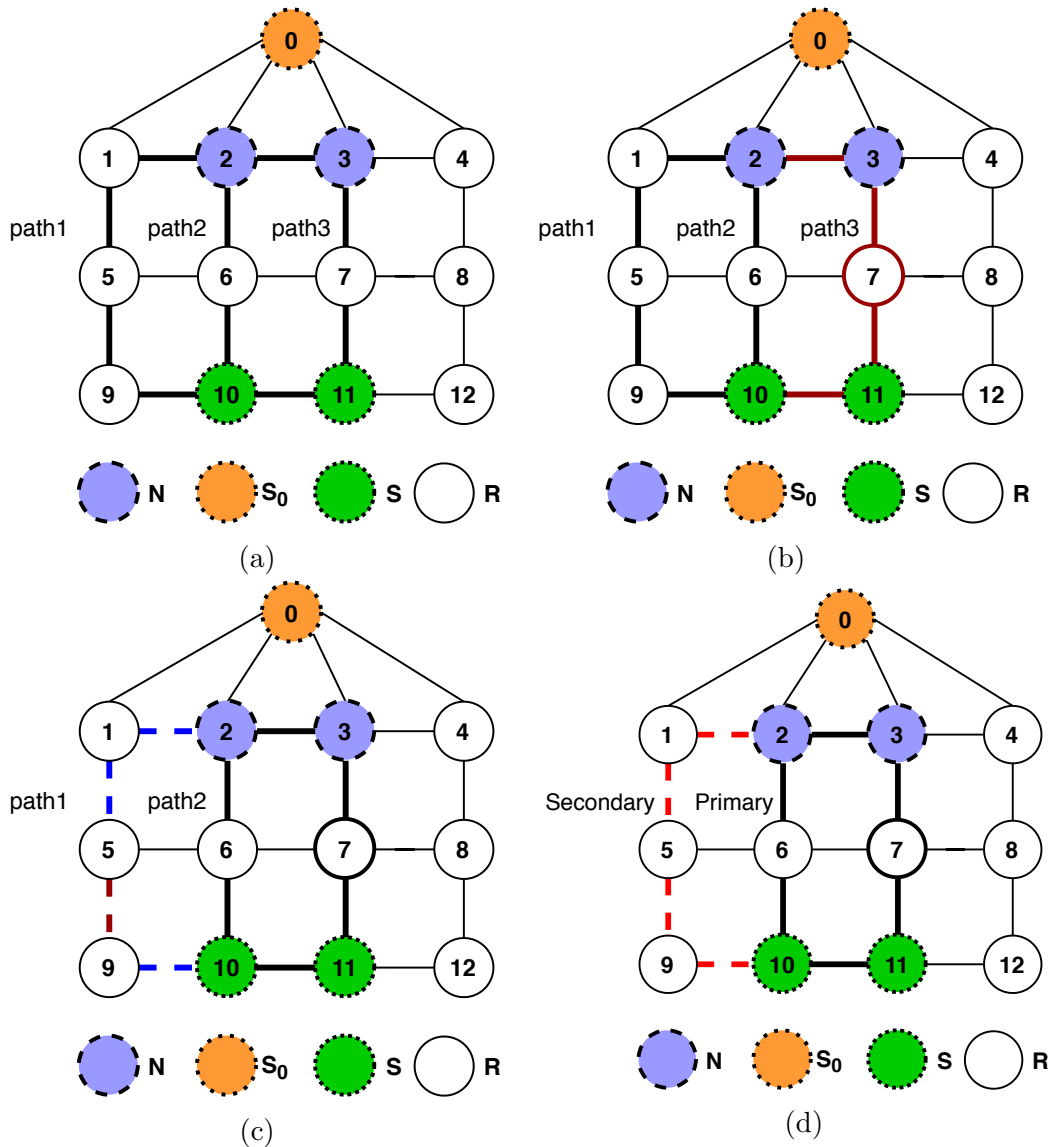 0 0
1 2 3 4 1 2 3 4
path1 path2 path3 path1 path2 path3
5 6 7 8 5 6 7 8
9 10 11 12 9 10 11 12
N S0 S R N S0 S R
(a) (b)
0 0
1 2 3 4 1 2 3 4
path1 path2 Secondary Primary
5 6 7 8 5 6 7 8
9 10 11 12 9 10 11 12
N S0 S R N S0 S R
(c) (d)